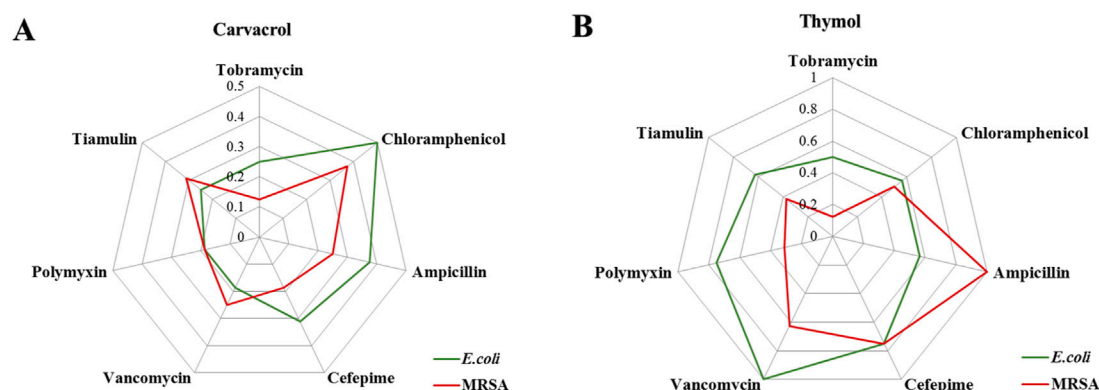 A
Carvacrol
Tobramycin
0.5
0.4
0.3
0.2
0.1
0
Chloramphenicol
Ampicillin
Cefepime
Vancomycin
Polymyxin
Tiamulin
E.coli
MRSA
B
Thymol
Tobramycin
1
0.8
0.6
0.4
0.2
0
Chloramphenicol
Ampicillin
Cefepime
Vancomycin
Polymyxin
Tiamulin
E.coli
MRSA